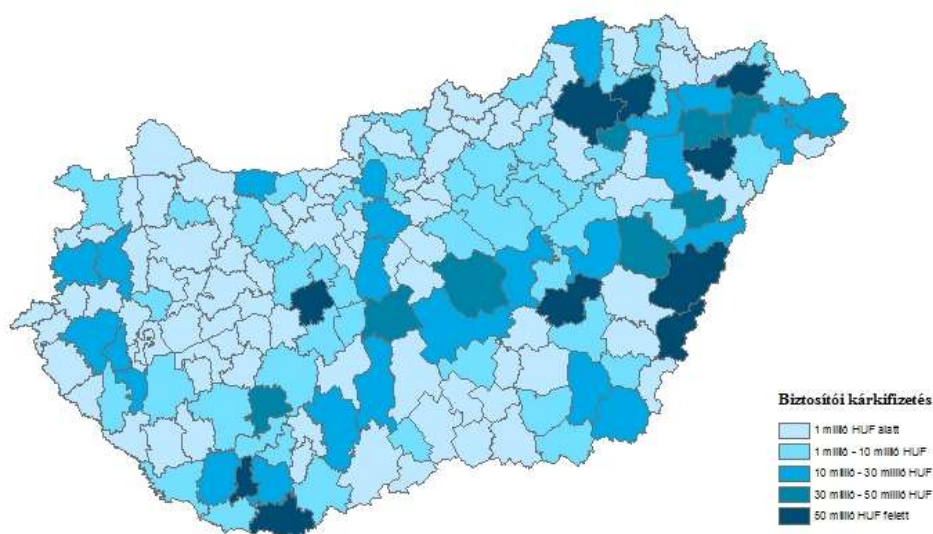 Biztosítói kárkifizetés
1 millió HUF alatt
1 millió - 10 millió HUF
10 millió - 30 millió HUF
30 millió - 50 millió HUF
50 millió HUF felett